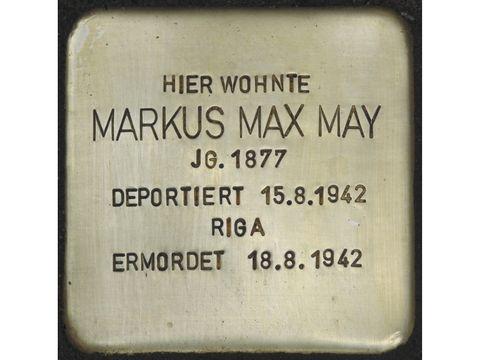 HIER WOHNTE
MARKUS MAX MAY
JG. 1877
DEPORTIERT 15.8.1942
RIGA
ERMORDET 18.8.1942